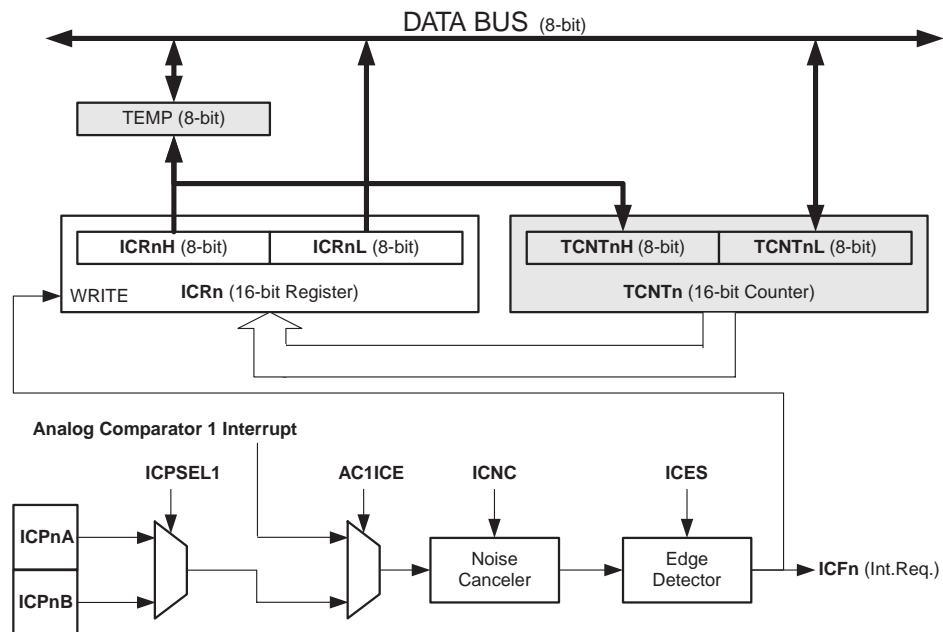 DATA BUS (8-bit)
TEMP (8-bit)
ICRnH (8-bit) ICRnL (8-bit) TCNTnH (8-bit) TCNTnL (8-bit)
WRITE ICRn (16-bit Register) TCNTn (16-bit Counter)
Analog Comparator 1 Interrupt
ICPSEL1 AC1ICE ICNC ICES
ICPnA
Noise
Canceler
Edge
Detector
ICFn (Int.Req.)
ICPnB